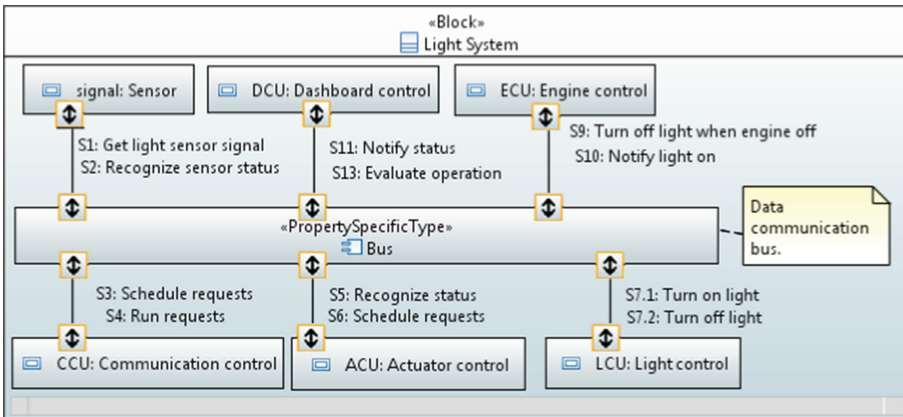 «Block»
Light System
signal: Sensor
DCU: Dashboard control
ECU: Engine control
S1: Get light sensor signal
S2: Recognize sensor status
S11: Notify status
S13: Evaluate operation
S9: Turn off light when engine off
S10: Notify light on
«PropertySpecificType»
Bus
Data
communication
bus.
S3: Schedule requests
S4: Run requests
S5: Recognize status
S6: Schedule requests
S7.1: Turn on light
S7.2: Turn off light
CCU: Communication control
ACU: Actuator control
LCU: Light control